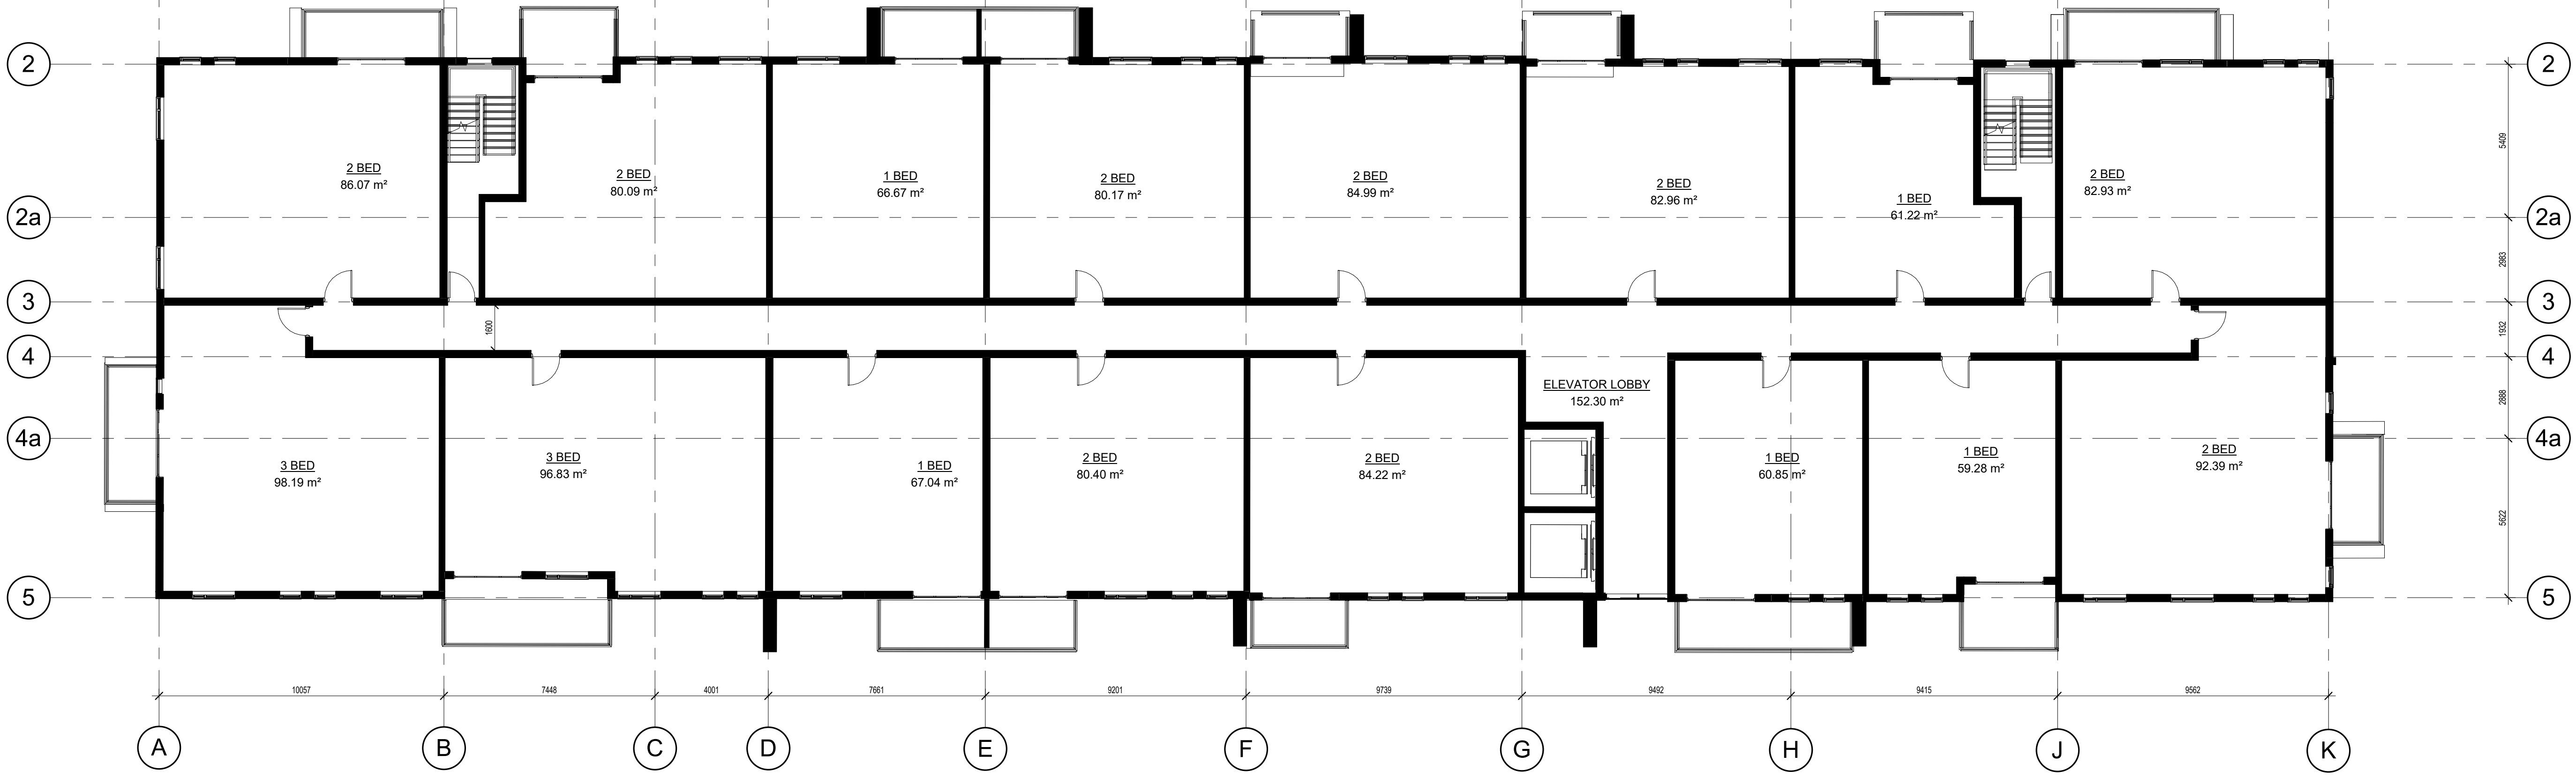 2
2
2 BED
86.07 m²
2 BED
80.09 m²
1 BED
66.67 m²
2 BED
80.17 m²
2 BED
84.99 m²
2 BED
82.96 m²
1 BED
61.22 m²
2 BED
82.93 m²
5409
2a
2a
2983
3
3
1600
1932
4
4
ELEVATOR LOBBY
152.30 m²
2888
4a
4a
3 BED
98.19 m²
3 BED
96.83 m²
1 BED
67.04 m²
2 BED
80.40 m²
2 BED
84.22 m²
1 BED
60.85 m²
1 BED
59.28 m²
2 BED
92.39 m²
5622
5
5
10057
7448
4001
7661
9201
9739
9492
9415
9562
A
B
C
D
E
F
G
H
J
K